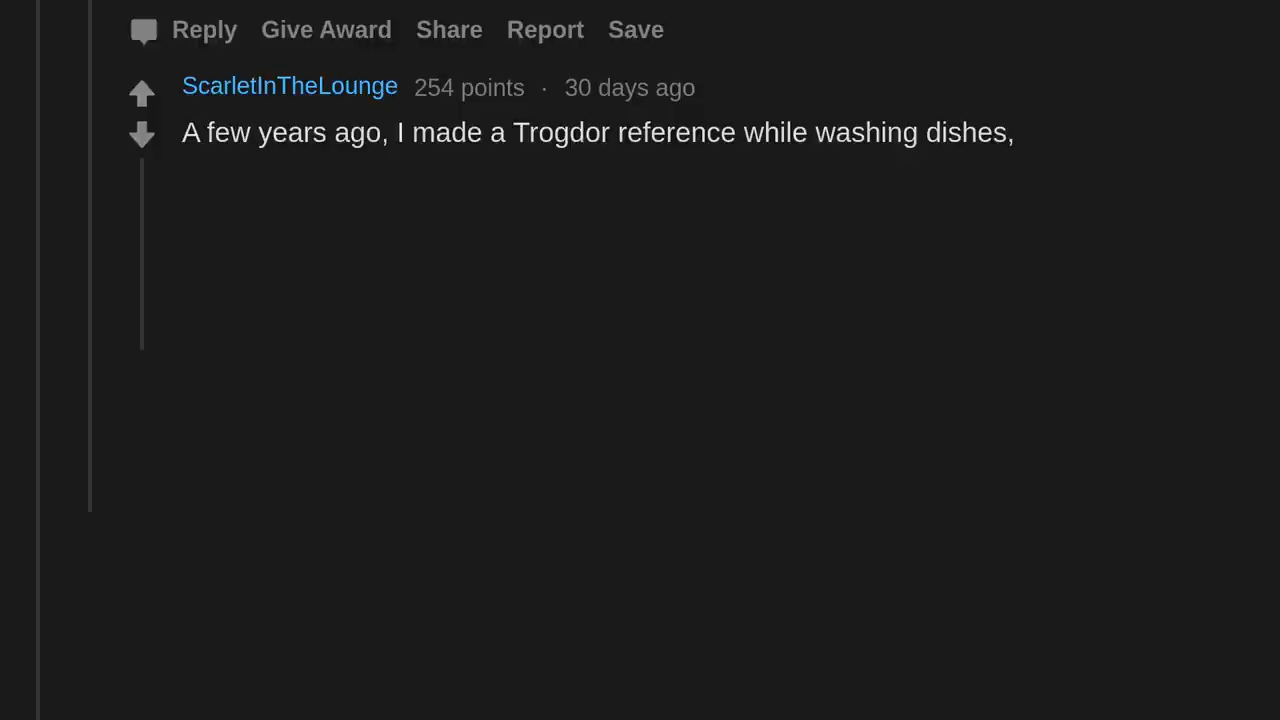 Reply Give Award Share Report Save
ScarletInTheLounge 254 points · 30 days ago
A few years ago, I made a Trogdor reference while washing dishes,